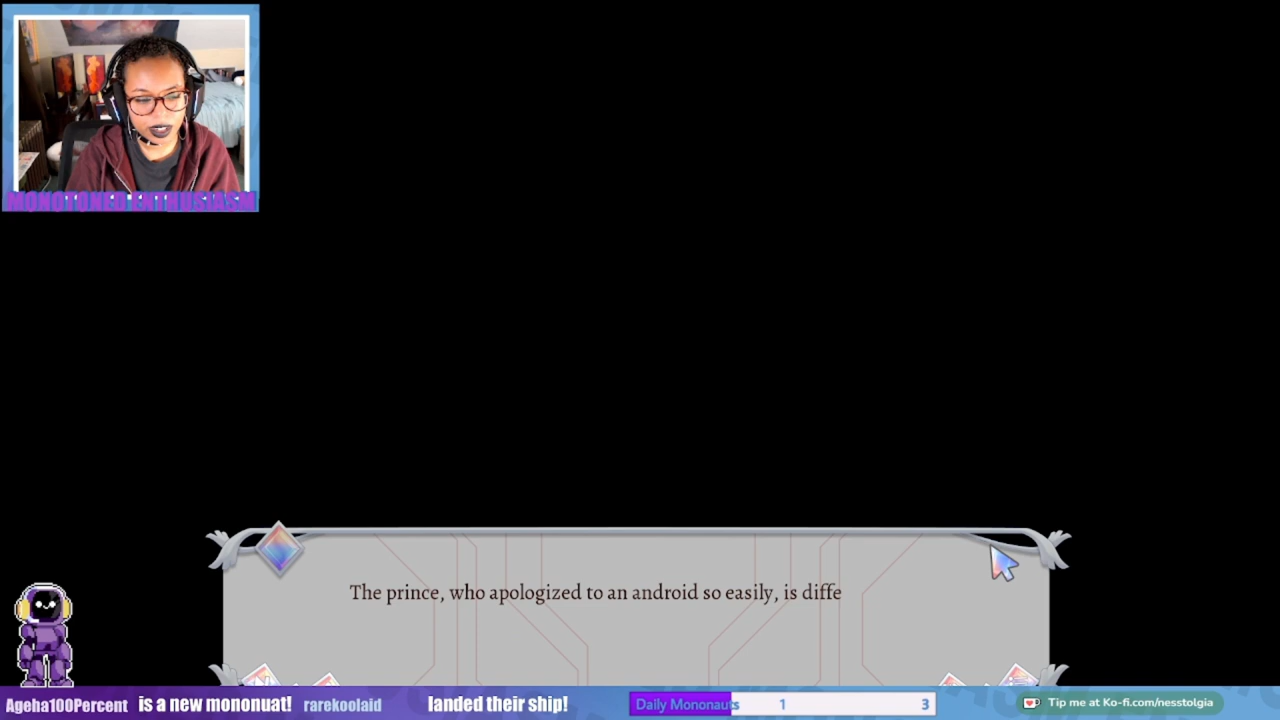 MONOTONED ENTHUSIASM
The prince, who apologized to an android so easily, is diffe
Ageha100Percent is a new mononuat! rarekoolaid landed their ship!
Daily Mononauts 1 3
Tip me at Ko-fi.com/nesstolgia